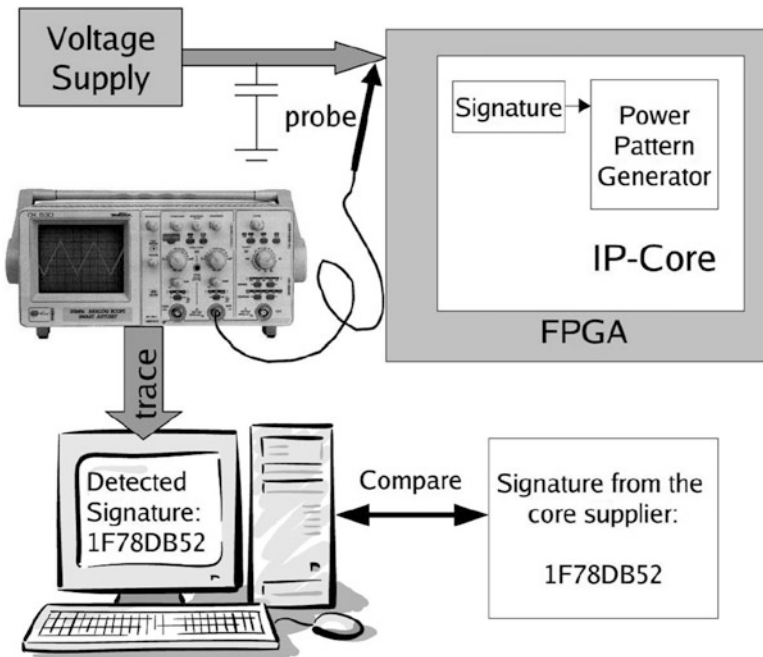 Voltage
Supply
probe
Signature
Power
Pattern
Generator
IP-Core
FPGA
trace
Detected
Signature:
1F78DB52
Compare
Signature from the
core supplier:
1F78DB52